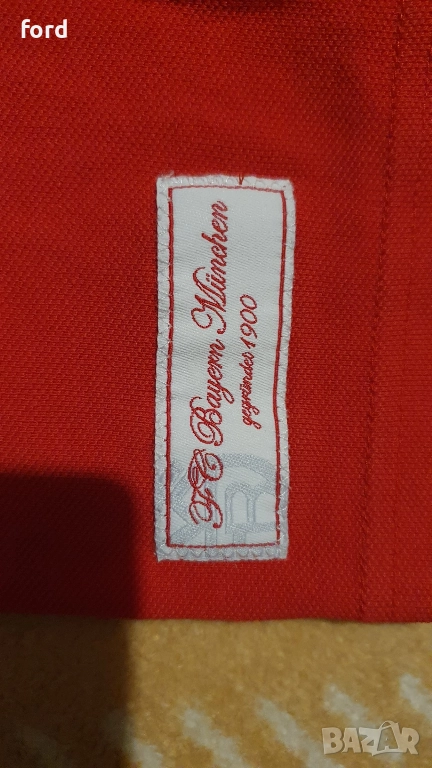 ford
FC Bayern München
gegründet 1900
BAZAR